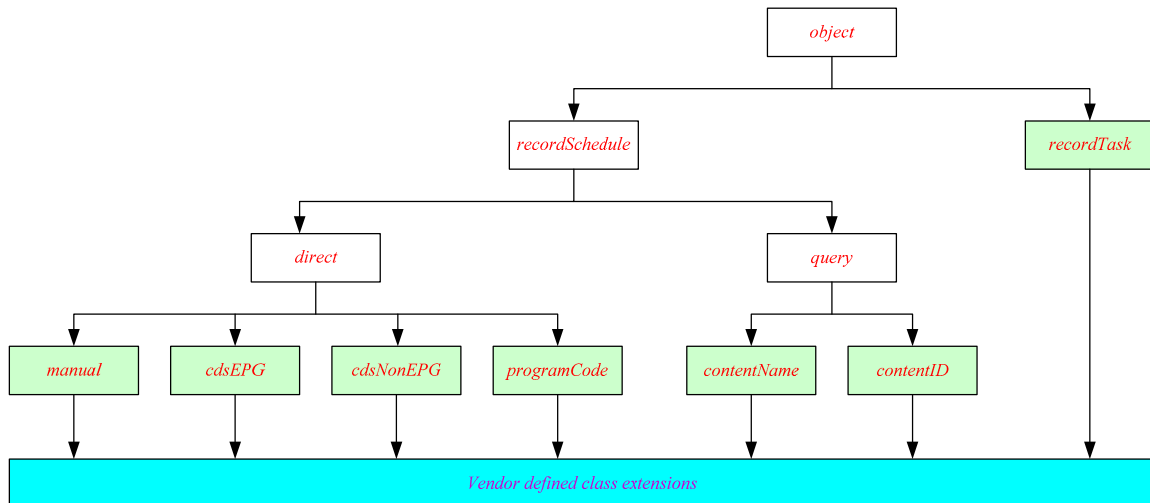 object
recordSchedule
recordTask
direct
query
manual
cdsEPG
cdsNonEPG
programCode
contentName
contentID
Vendor defined class extensions